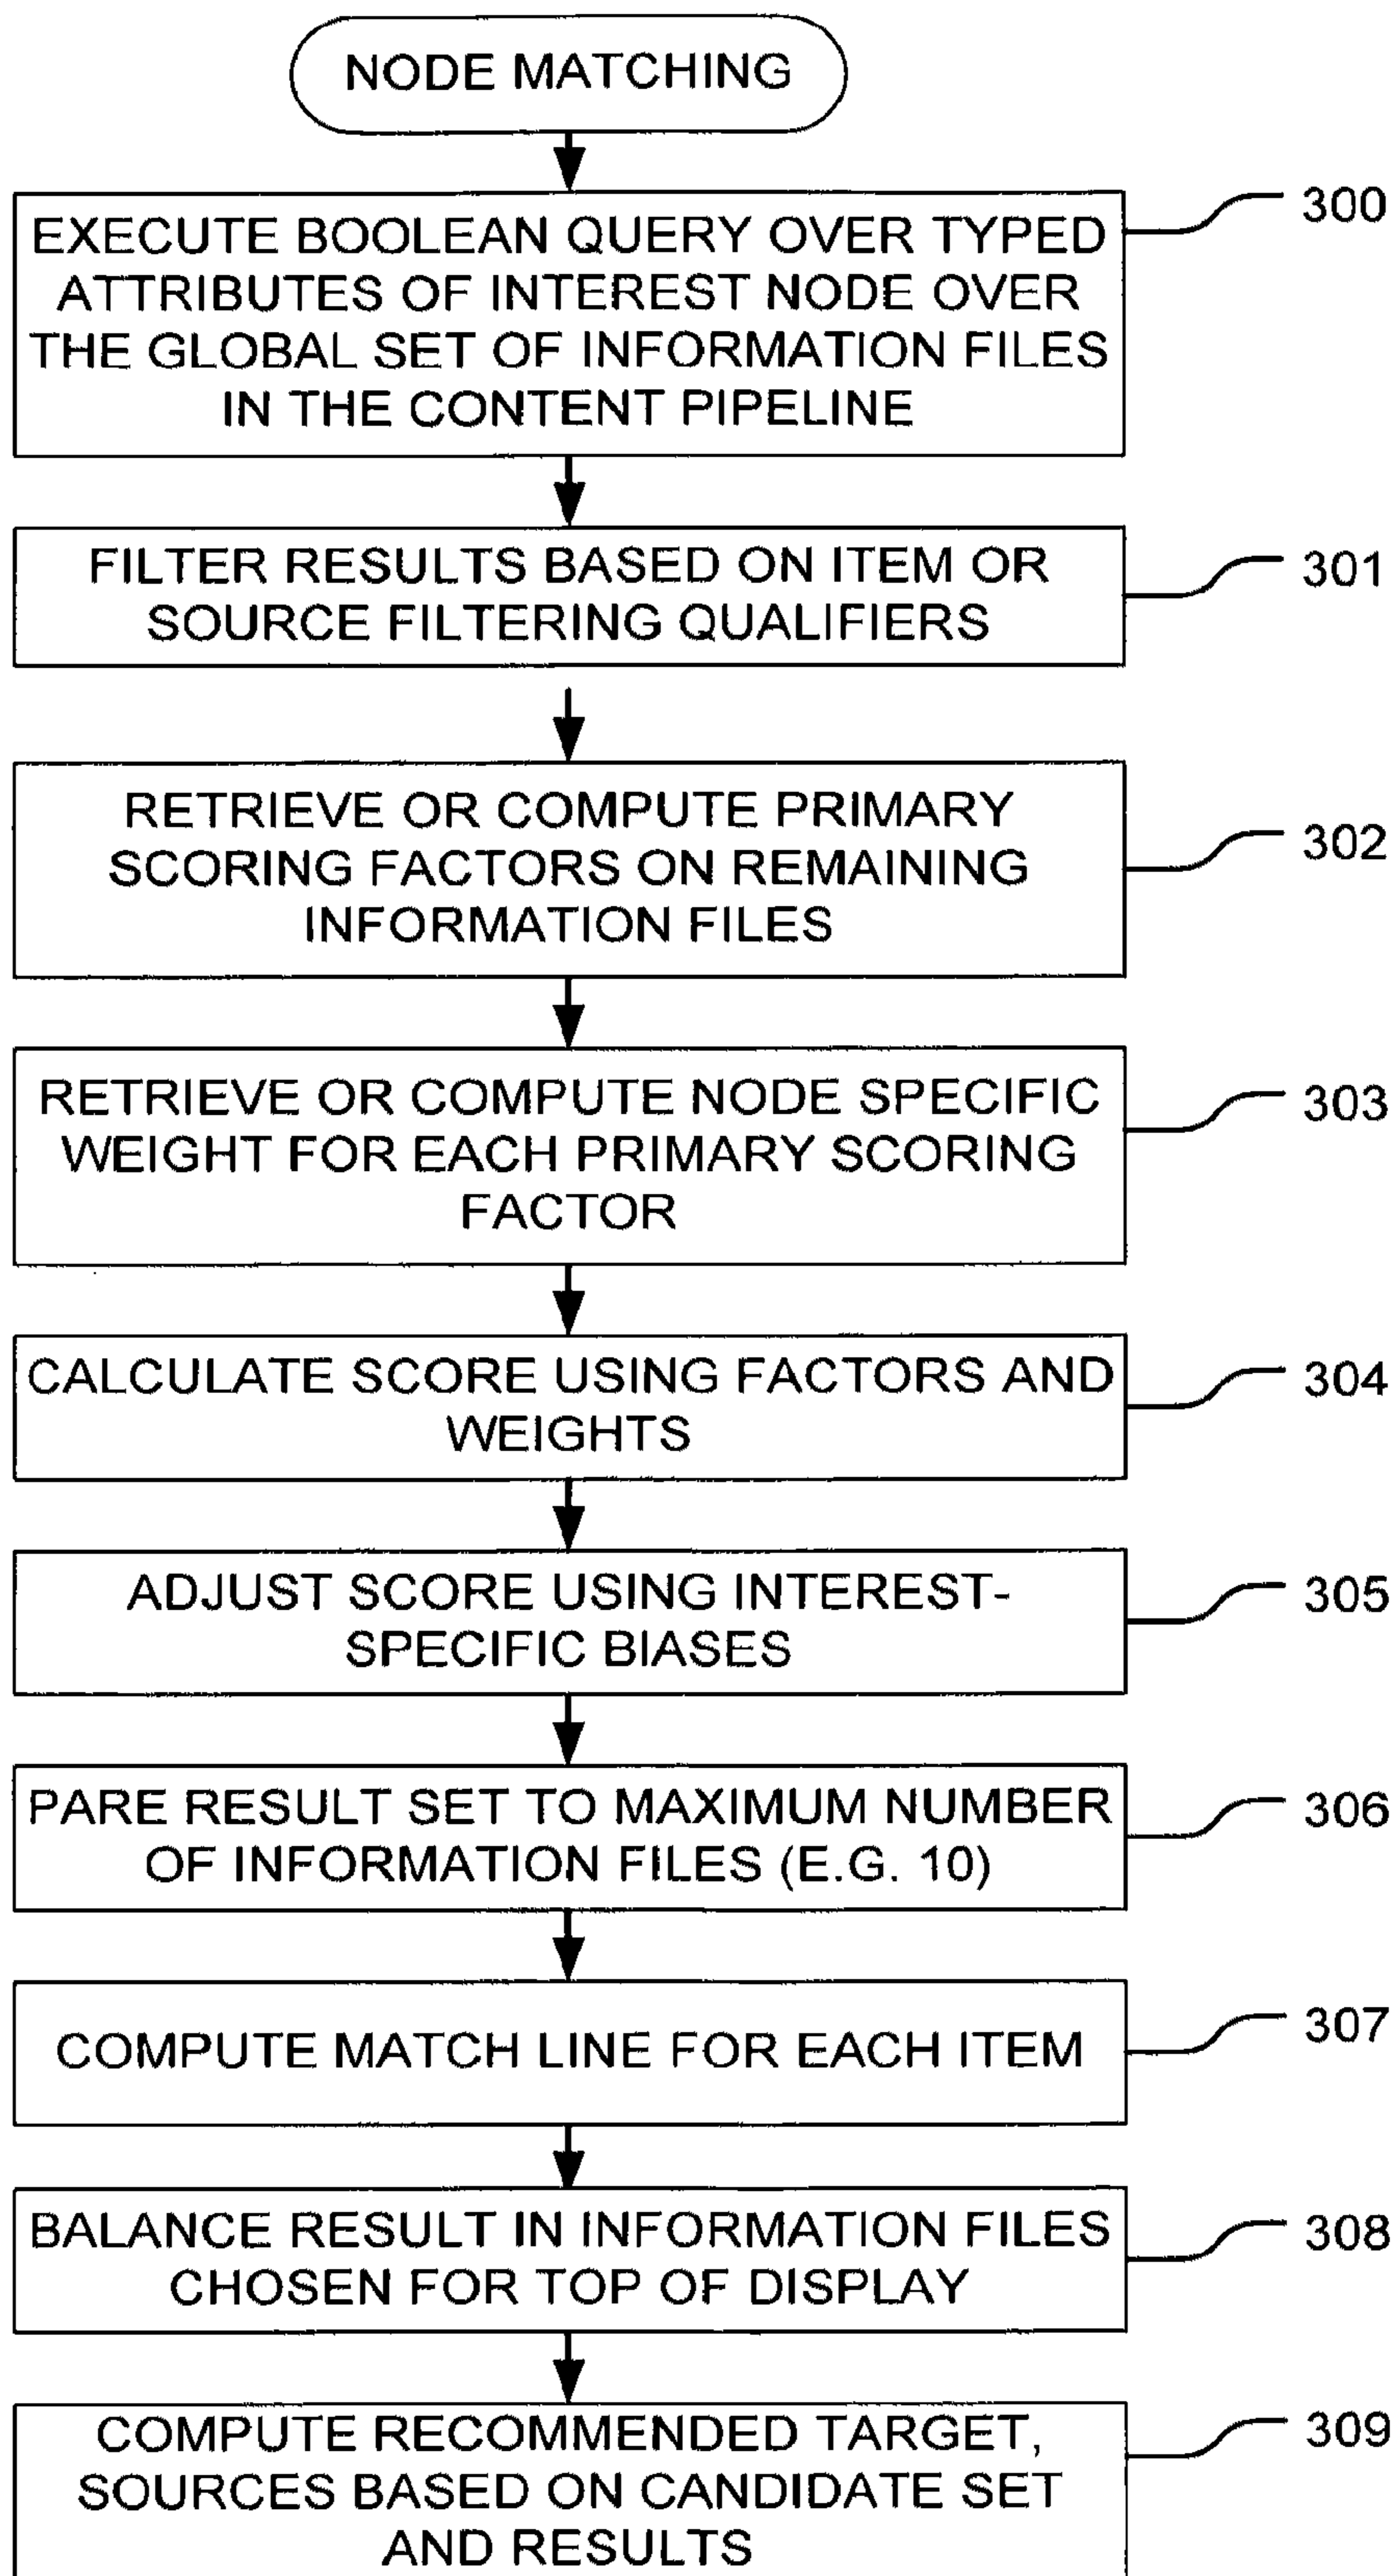 NODE MATCHING
300
EXECUTE BOOLEAN QUERY OVER TYPED
ATTRIBUTES OF INTEREST NODE OVER
THE GLOBAL SET OF INFORMATION FILES
IN THE CONTENT PIPELINE
301
FILTER RESULTS BASED ON ITEM OR
SOURCE FILTERING QUALIFIERS
302
RETRIEVE OR COMPUTE PRIMARY
SCORING FACTORS ON REMAINING
INFORMATION FILES
303
RETRIEVE OR COMPUTE NODE SPECIFIC
WEIGHT FOR EACH PRIMARY SCORING
FACTOR
304
CALCULATE SCORE USING FACTORS AND
WEIGHTS
305
ADJUST SCORE USING INTEREST-
SPECIFIC BIASES
306
PARE RESULT SET TO MAXIMUM NUMBER
OF INFORMATION FILES (E.G. 10)
307
COMPUTE MATCH LINE FOR EACH ITEM
308
BALANCE RESULT IN INFORMATION FILES
CHOSEN FOR TOP OF DISPLAY
309
COMPUTE RECOMMENDED TARGET,
SOURCES BASED ON CANDIDATE SET
AND RESULTS